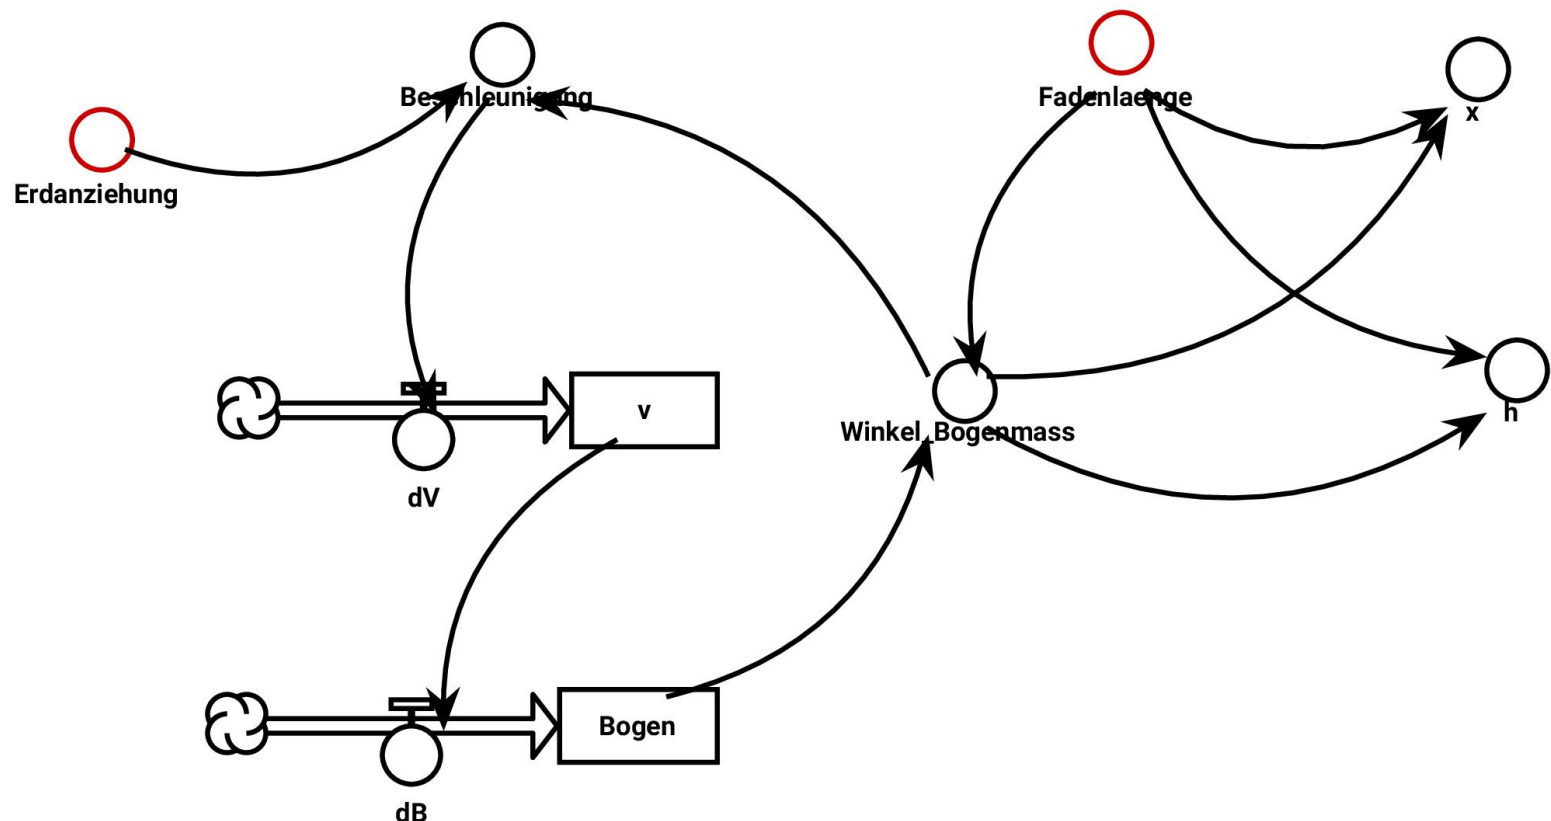 Beschleunigung
Fadenlaenge
x
Erdanziehung
v
h
Winkel_Bogenmass
dV
Bogen
dB